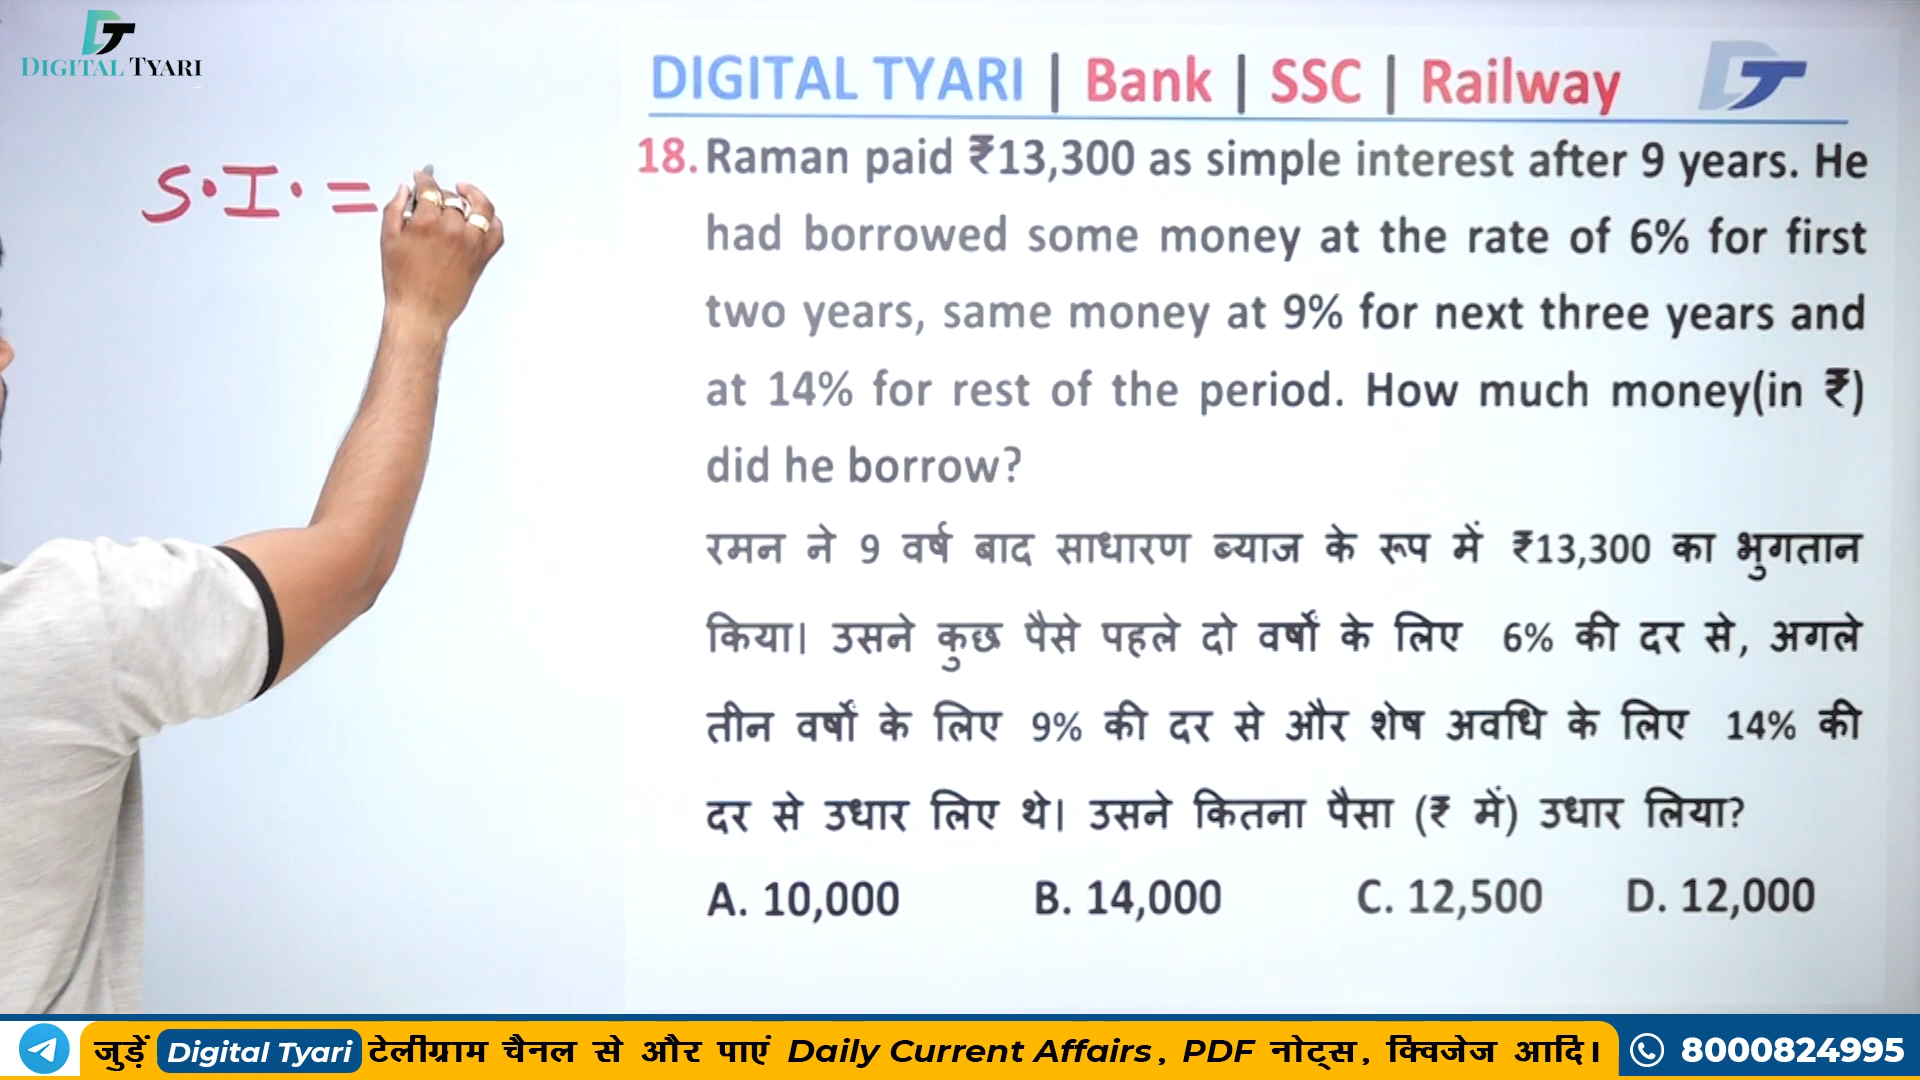 DIGITAL TYARI
DIGITAL TYARI | Bank | SSC | Railway
S.I. =
18. Raman paid ₹13,300 as simple interest after 9 years. He
had borrowed some money at the rate of 6% for first
two years, same money at 9% for next three years and
at 14% for rest of the period. How much money(in ₹)
did he borrow?
रमन ने 9 वर्ष बाद साधारण ब्याज के रूप में ₹13,300 का भुगतान
किया। उसने कुछ पैसे पहले दो वर्षों के लिए 6% की दर से, अगले
तीन वर्षों के लिए 9% की दर से और शेष अवधि के लिए 14% की
दर से उधार लिए थे। उसने कितना पैसा (₹ में) उधार लिया?
A. 10,000 B. 14,000 C. 12,500 D. 12,000
जुड़ें Digital Tyari टेलीग्राम चैनल से और पाएं Daily Current Affairs, PDF नोट्स, क्विजेज आदि। 8000824995